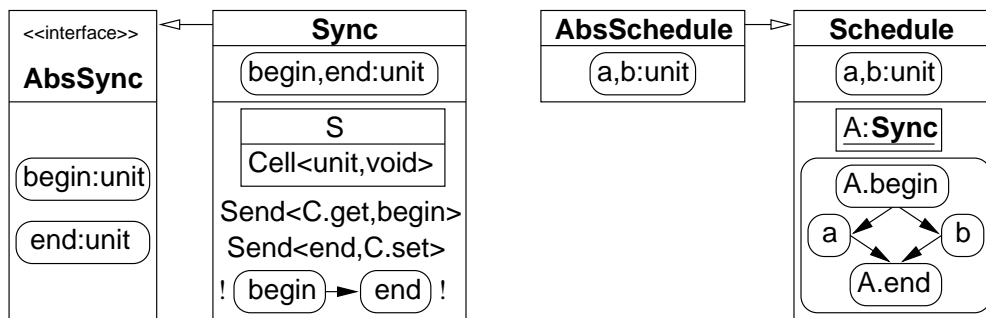 <<interface>>
AbsSync
begin:unit
end:unit
Sync
begin,end:unit
S
Cell<unit,void>
Send<C.get,begin>
Send<end,C.set>
! begin end !
AbsSchedule
a,b:unit
Schedule
a,b:unit
A:Sync
A.begin
a b
A.end